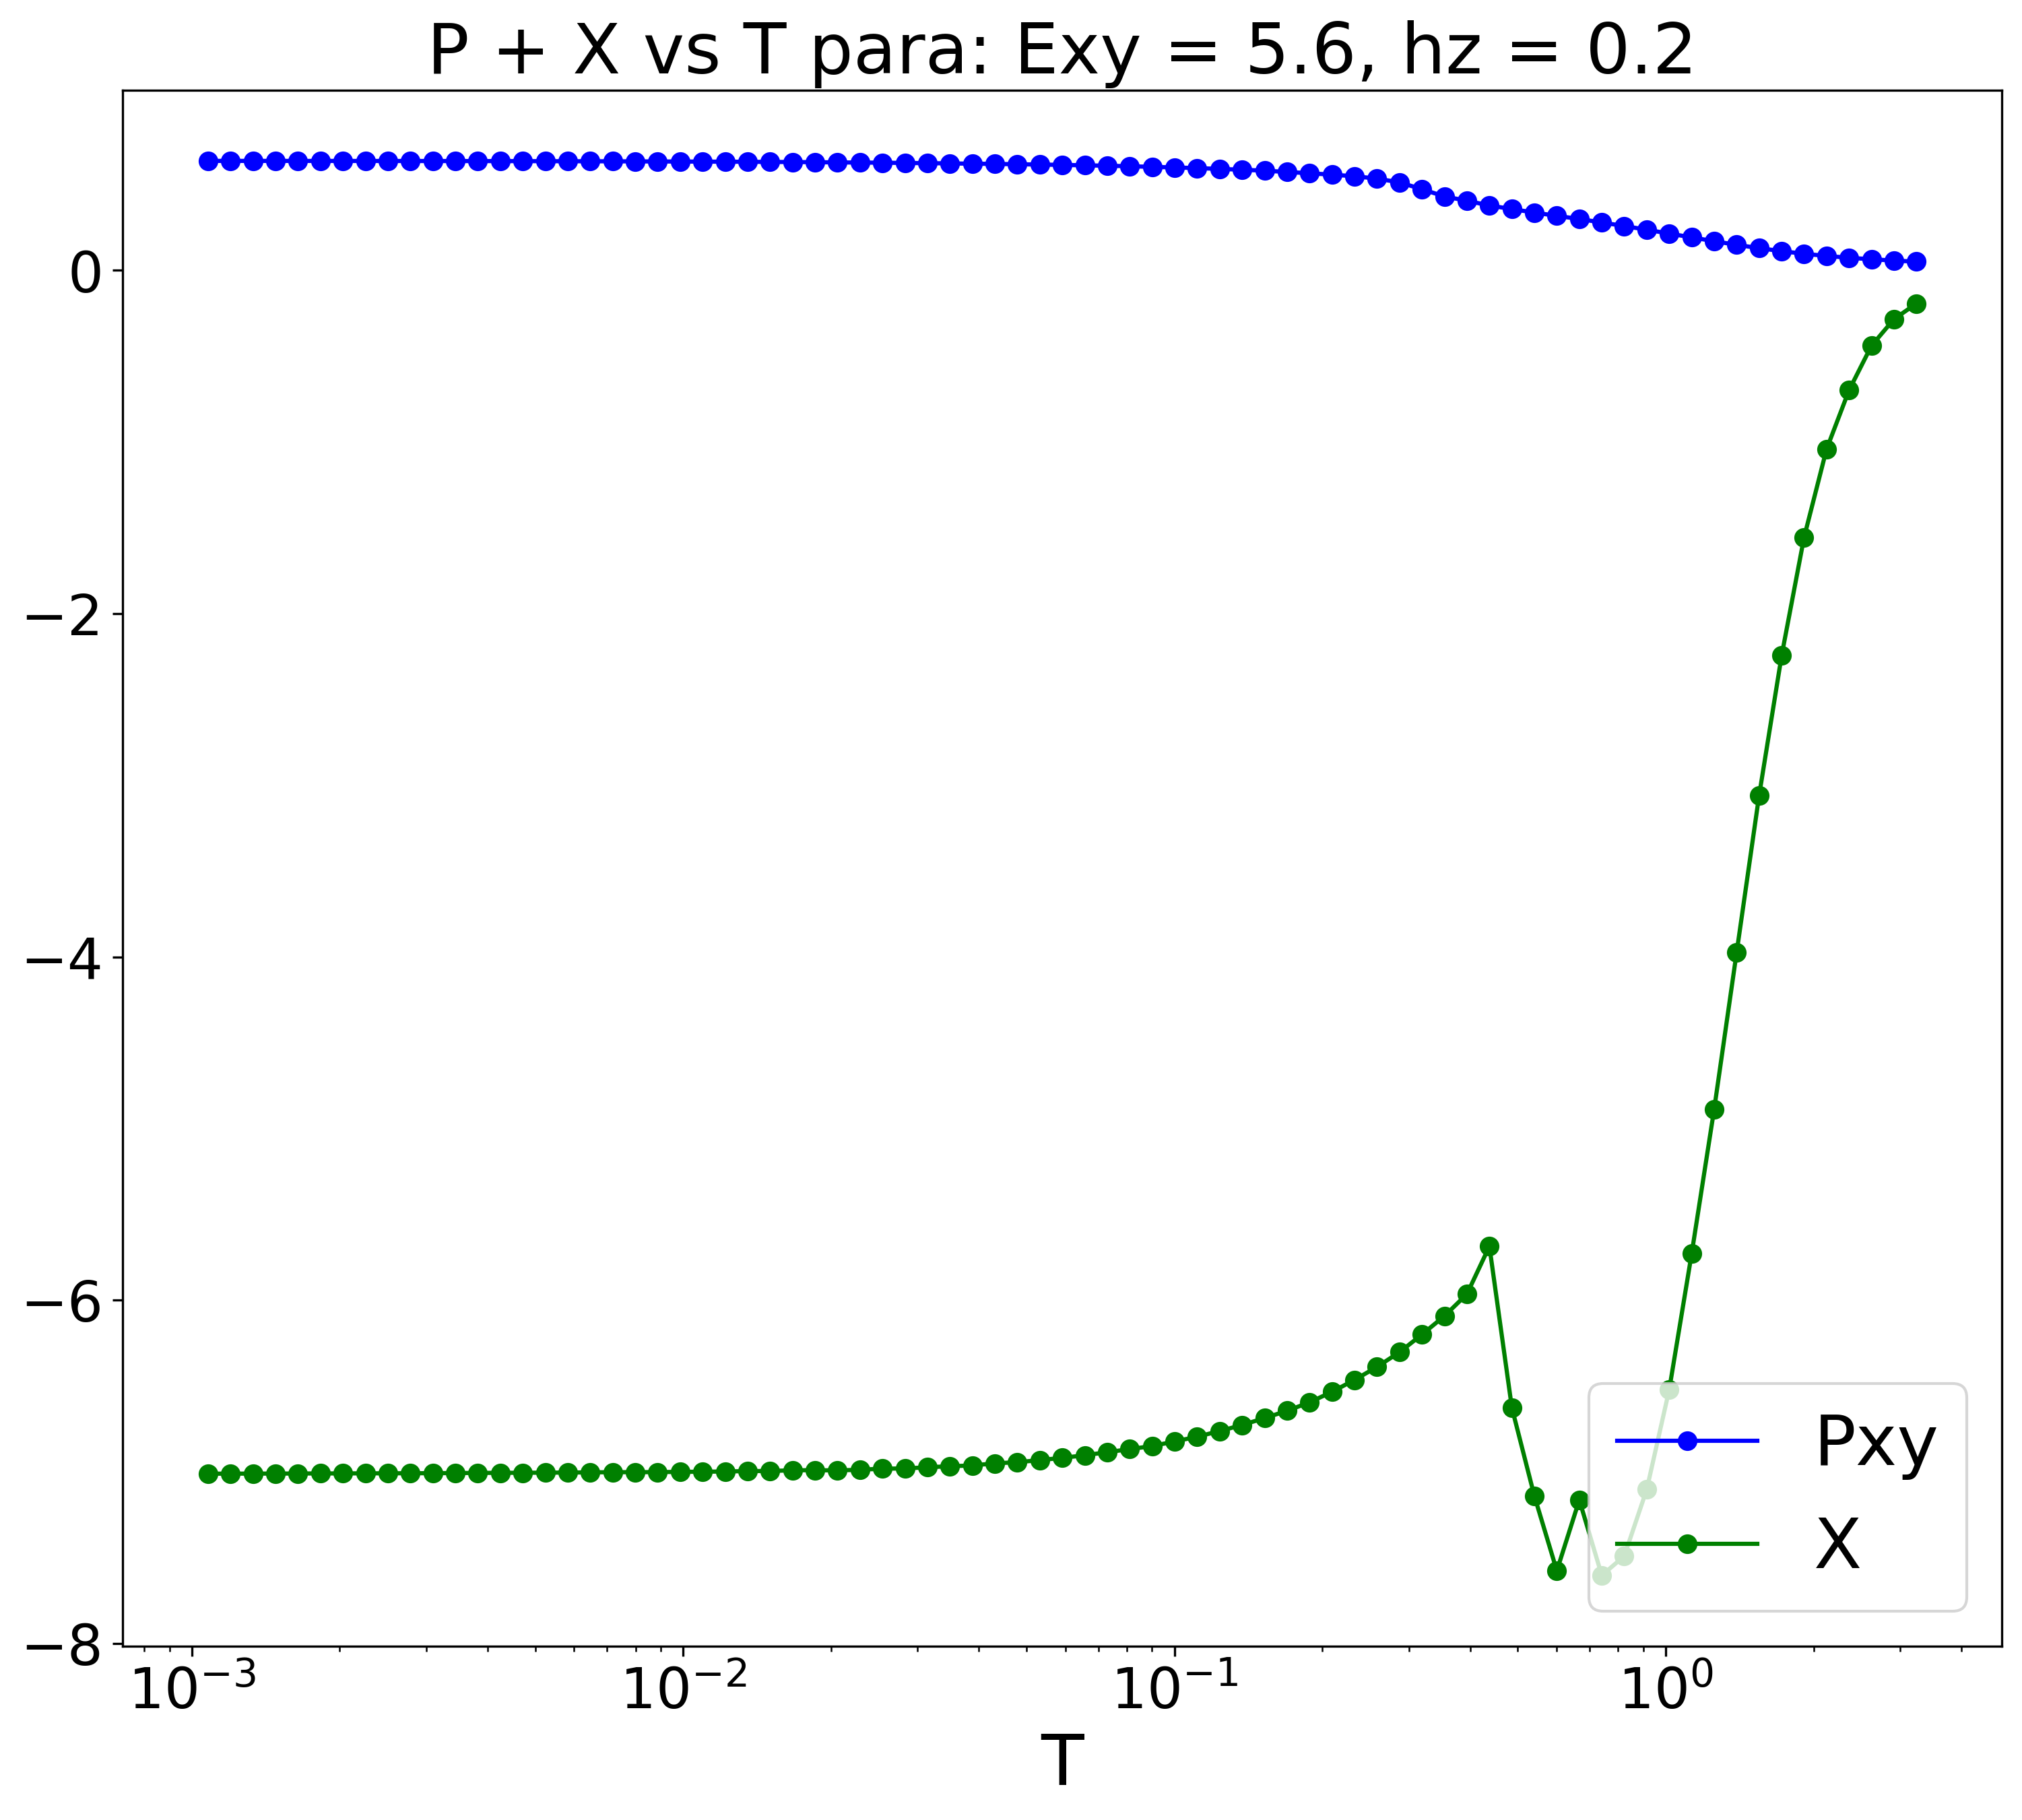 P + X vs T para: Exy = 5.6, hz = 0.2
0
−2
−4
−6
−8
10⁻³ 10⁻² 10⁻¹ 10⁰
T
Pxy
X